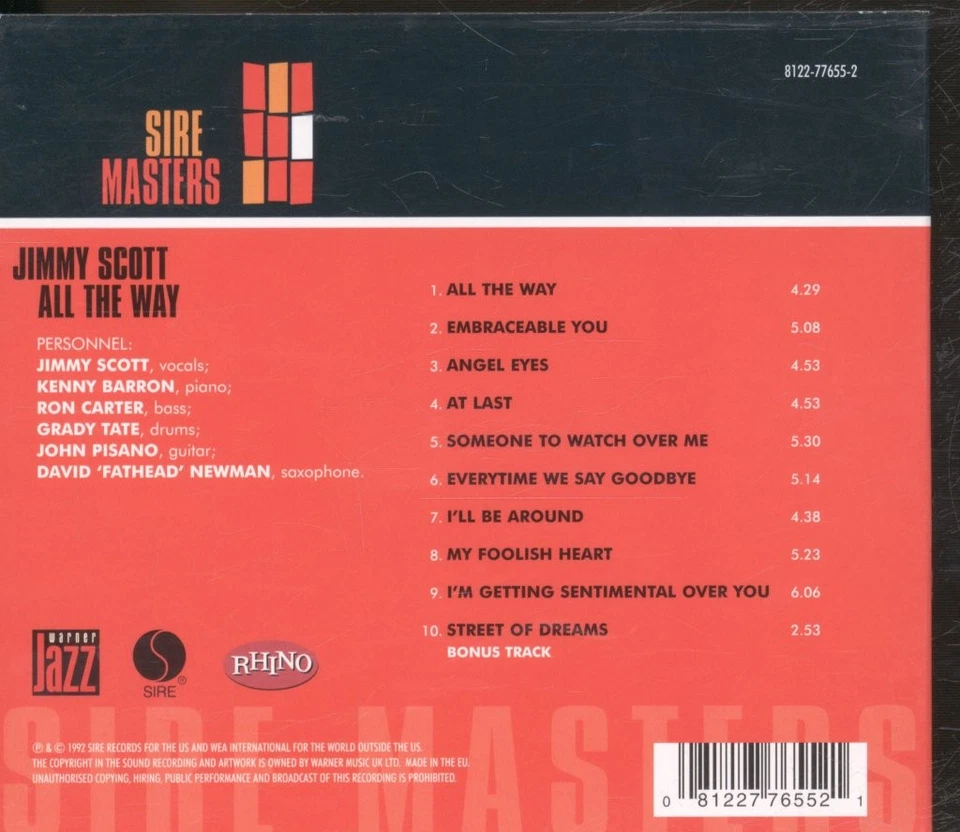 8122-77655-2
SIRE
MASTERS
JIMMY SCOTT
ALL THE WAY
PERSONNEL:
JIMMY SCOTT, vocals;
KENNY BARRON, piano;
RON CARTER, bass;
GRADY TATE, drums;
JOHN PISANO, guitar;
DAVID 'FATHEAD' NEWMAN, saxophone.
1. ALL THE WAY 4.29
2. EMBRACEABLE YOU 5.08
3. ANGEL EYES 4.53
4. AT LAST 4.53
5. SOMEONE TO WATCH OVER ME 5.30
6. EVERYTIME WE SAY GOODBYE 5.14
7. I'LL BE AROUND 4.38
8. MY FOOLISH HEART 5.23
9. I'M GETTING SENTIMENTAL OVER YOU 6.06
10. STREET OF DREAMS 2.53
BONUS TRACK
warner
Jazz
SIRE®
RHINO
SIRE MASTERS
℗ & © 1992 SIRE RECORDS FOR THE US AND WEA INTERNATIONAL FOR THE WORLD OUTSIDE THE US.
THE COPYRIGHT IN THE SOUND RECORDING AND ARTWORK IS OWNED BY WARNER MUSIC UK LTD. MADE IN THE EU.
UNAUTHORISED COPYING, HIRING, PUBLIC PERFORMANCE AND BROADCAST OF THIS RECORDING IS PROHIBITED.
0 81227 76552 1